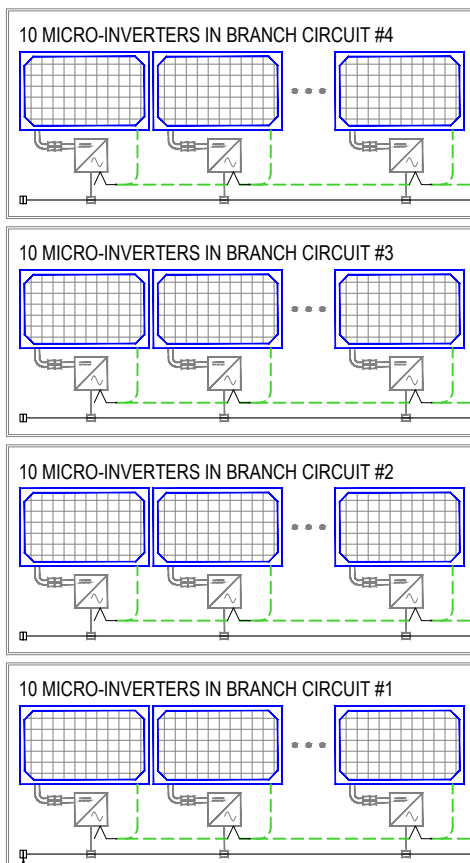 10 MICRO-INVERTERS IN BRANCH CIRCUIT #4
10 MICRO-INVERTERS IN BRANCH CIRCUIT #3
10 MICRO-INVERTERS IN BRANCH CIRCUIT #2
10 MICRO-INVERTERS IN BRANCH CIRCUIT #1